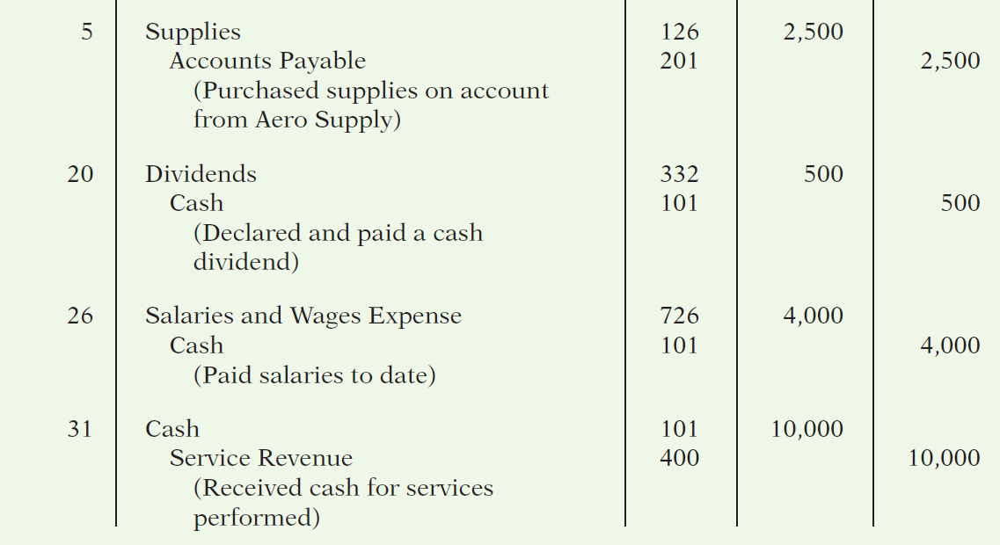 5 Supplies 126 2,500
Accounts Payable 201 2,500
(Purchased supplies on account
from Aero Supply)
20 Dividends 332 500
Cash 101 500
(Declared and paid a cash
dividend)
26 Salaries and Wages Expense 726 4,000
Cash 101 4,000
(Paid salaries to date)
31 Cash 101 10,000
Service Revenue 400 10,000
(Received cash for services
performed)